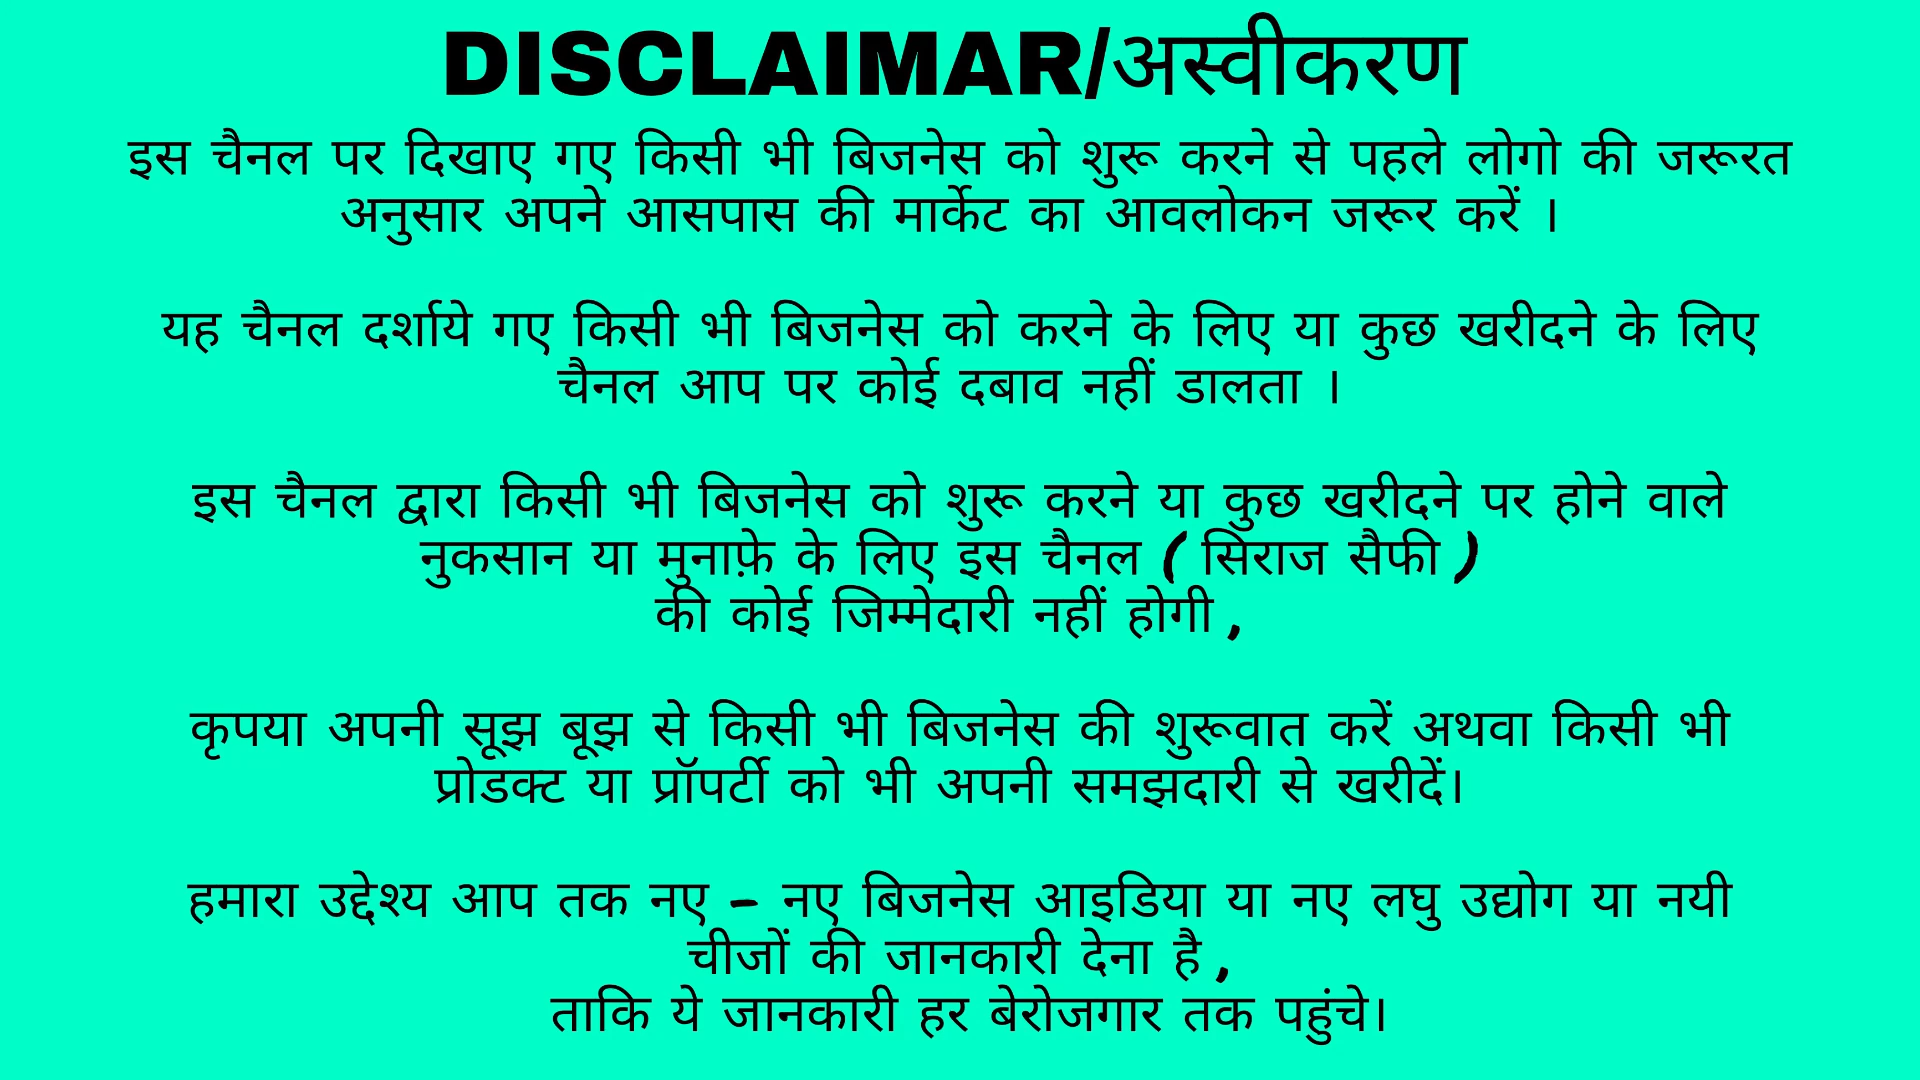 DISCLAIMAR/अस्वीकरण
इस चैनल पर दिखाए गए किसी भी बिजनेस को शुरू करने से पहले लोगो की जरूरत
अनुसार अपने आसपास की मार्केट का आवलोकन जरूर करें ।
यह चैनल दर्शाये गए किसी भी बिजनेस को करने के लिए या कुछ खरीदने के लिए
चैनल आप पर कोई दबाव नहीं डालता ।
इस चैनल द्वारा किसी भी बिजनेस को शुरू करने या कुछ खरीदने पर होने वाले
नुकसान या मुनाफ़े के लिए इस चैनल ( सिराज सैफी )
की कोई जिम्मेदारी नहीं होगी ,
कृपया अपनी सूझ बूझ से किसी भी बिजनेस की शुरूवात करें अथवा किसी भी
प्रोडक्ट या प्रॉपर्टी को भी अपनी समझदारी से खरीदें।
हमारा उद्देश्य आप तक नए - नए बिजनेस आइडिया या नए लघु उद्योग या नयी
चीजों की जानकारी देना है ,
ताकि ये जानकारी हर बेरोजगार तक पहुंचे।